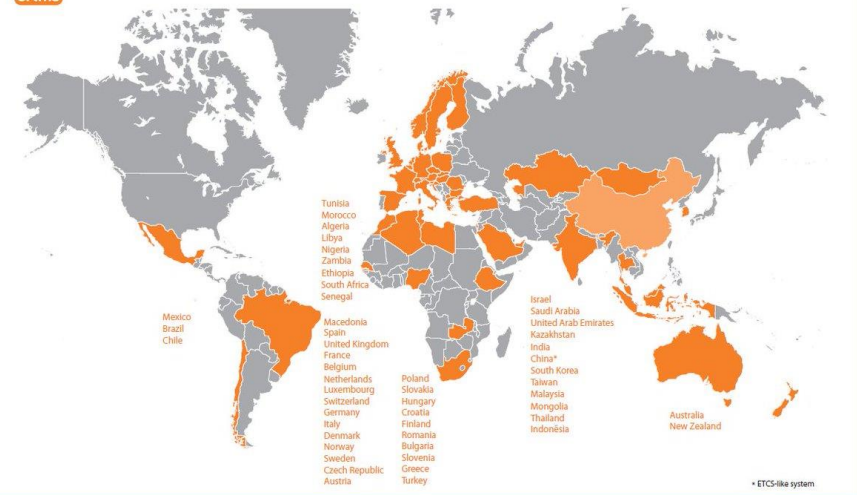 Tunisia
Morocco
Algeria
Libya
Nigeria
Zambia
Ethiopia
South Africa
Senegal
Mexico
Brazil
Chile
Macedonia
Spain
United Kingdom
France
Belgium
Netherlands
Luxembourg
Switzerland
Germany
Italy
Denmark
Norway
Sweden
Czech Republic
Austria
Poland
Slovakia
Hungary
Croatia
Finland
Romania
Bulgaria
Slovenia
Greece
Turkey
Israel
Saudi Arabia
United Arab Emirates
Kazakhstan
India
China*
South Korea
Taiwan
Malaysia
Mongolia
Thailand
Indonêsia
Australia
New Zealand
* ETCS-like system